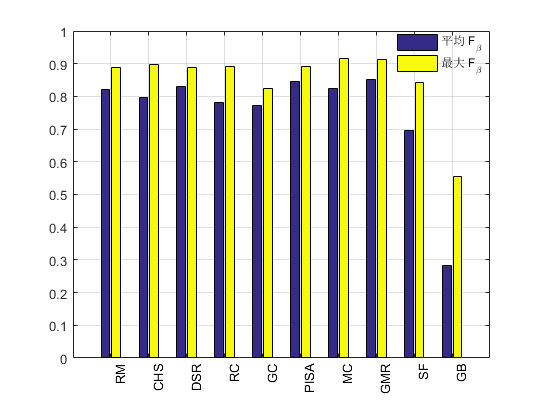 平均 Fβ
最大 Fβ
1
0.9
0.8
0.7
0.6
0.5
0.4
0.3
0.2
0.1
0
RM
CHS
DSR
RC
GC
PISA
MC
GMR
SF
GB